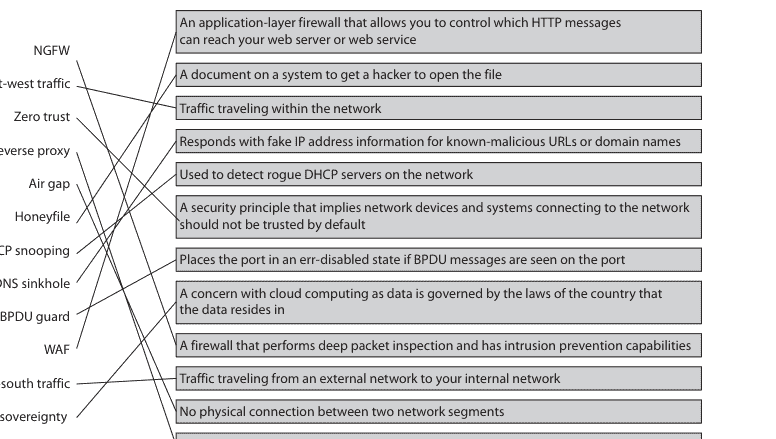 An application-layer firewall that allows you to control which HTTP messages
can reach your web server or web service
NGFW
A document on a system to get a hacker to open the file
t-west traffic
Traffic traveling within the network
Zero trust
Responds with fake IP address information for known-malicious URLs or domain names
everse proxy
Used to detect rogue DHCP servers on the network
Air gap
A security principle that implies network devices and systems connecting to the network
should not be trusted by default
Honeyfile
CP snooping
Places the port in an err-disabled state if BPDU messages are seen on the port
DNS sinkhole
A concern with cloud computing as data is governed by the laws of the country that
the data resides in
BPDU guard
A firewall that performs deep packet inspection and has intrusion prevention capabilities
WAF
Traffic traveling from an external network to your internal network
-south traffic
No physical connection between two network segments
sovereignty